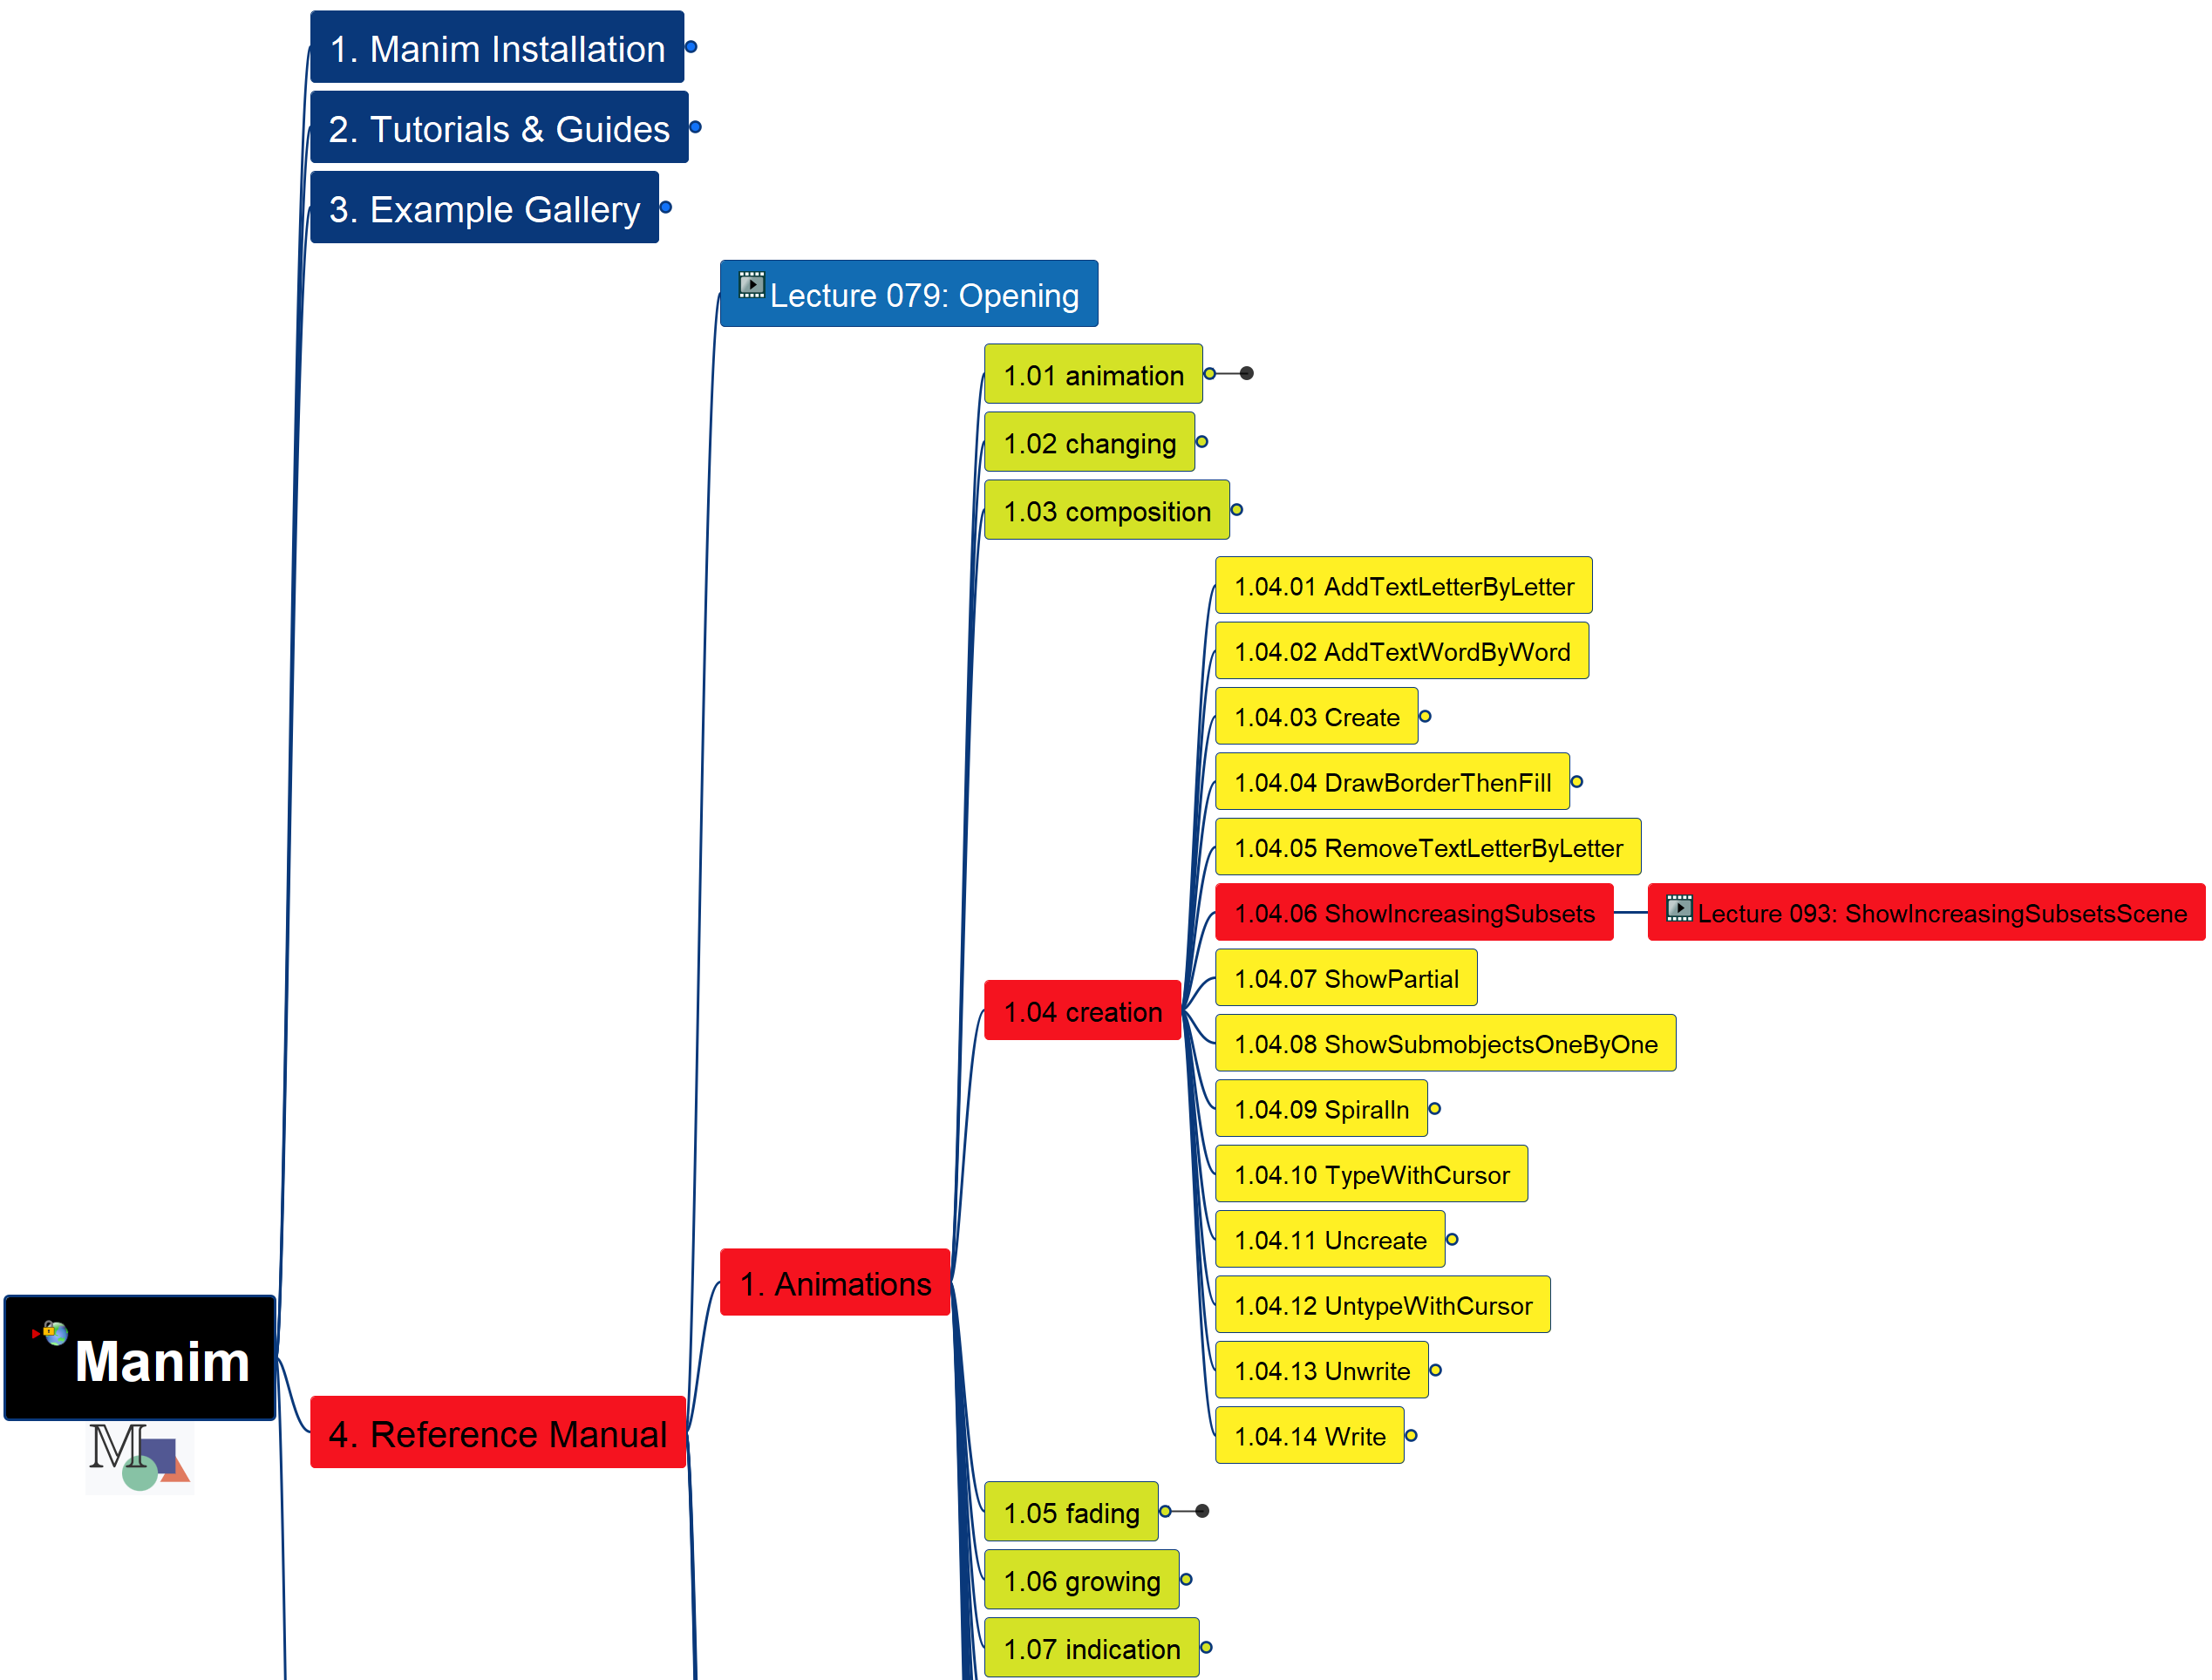 1. Manim Installation
2. Tutorials & Guides
3. Example Gallery
Lecture 079: Opening
1.01 animation
1.02 changing
1.03 composition
1.04.01 AddTextLetterByLetter
1.04.02 AddTextWordByWord
1.04.03 Create
1.04.04 DrawBorderThenFill
1.04.05 RemoveTextLetterByLetter
1.04.06 ShowIncreasingSubsets
Lecture 093: ShowIncreasingSubsetsScene
1.04.07 ShowPartial
1.04 creation
1.04.08 ShowSubmobjectsOneByOne
1.04.09 SpiralIn
1.04.10 TypeWithCursor
1.04.11 Uncreate
1. Animations
1.04.12 UntypeWithCursor
Manim
1.04.13 Unwrite
4. Reference Manual
1.04.14 Write
M
1.05 fading
1.06 growing
1.07 indication